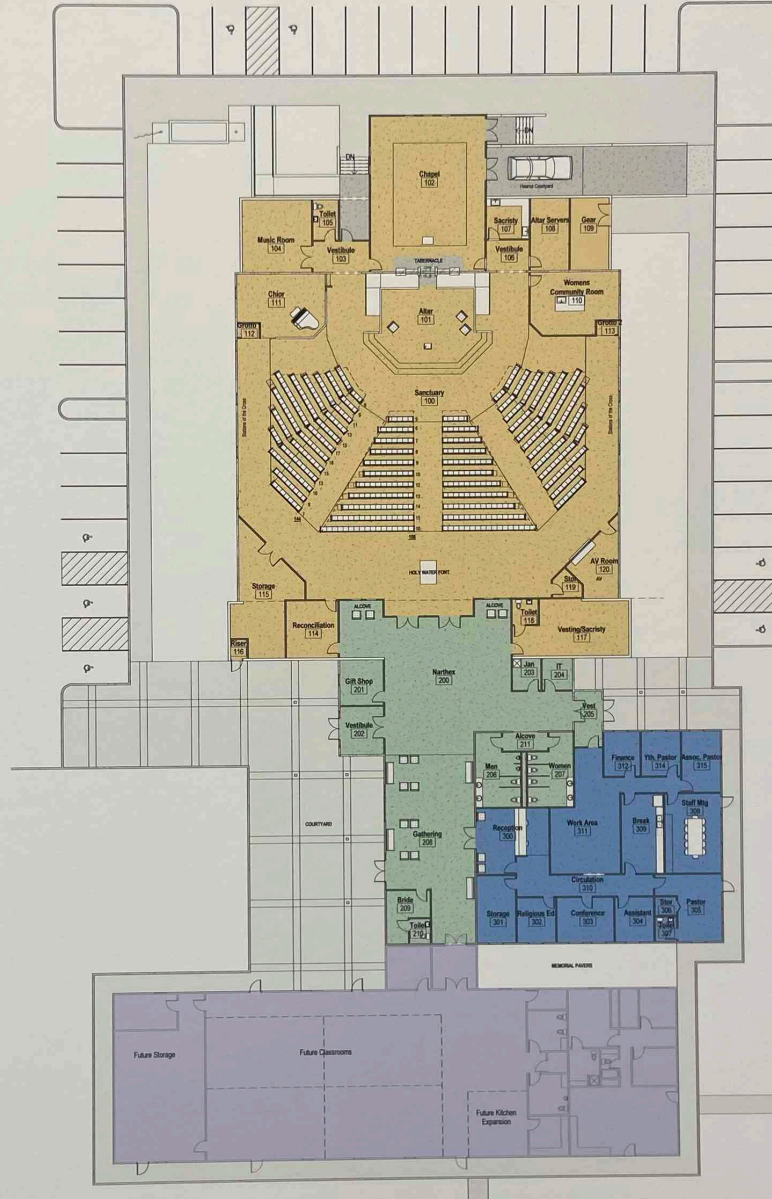 DN
DN
Chapel
102
Hearse Courtyard
Toilet
105
Music Room
104
Vestibule
103
Sacristy
107
Altar Servers
108
Gear
109
Vestibule
106
TABERNACLE
Chior
111
Womens
Community Room
110
Altar
101
Grotto
112
Grotto 2
113
Sanctuary
100
Stations of the Cross
Stations of the Cross
HOLY WATER FONT
AV Room
120
AV
Stor
119
Storage
115
ALCOVE
ALCOVE
Reconciliation
114
Toilet
118
Vesting/Sacristy
117
Riser
116
Narthex
200
Jan
203
IT
204
Gift Shop
201
Vest
205
Vestibule
202
Alcove
211
Men
206
Women
207
Finance
312
Yth. Pastor
314
Assoc. Pastor
315
COURTYARD
Gathering
208
Reception
300
Work Area
311
Break
309
Staff Mtg
308
Circulation
310
Bride
209
Toilet
210
Storage
301
Religious Ed
302
Conference
303
Assistant
304
Stor
306
Toilet
307
Pastor
305
MEMORIAL PAVERS
Future Storage
Future Classrooms
Future Kitchen
Expansion